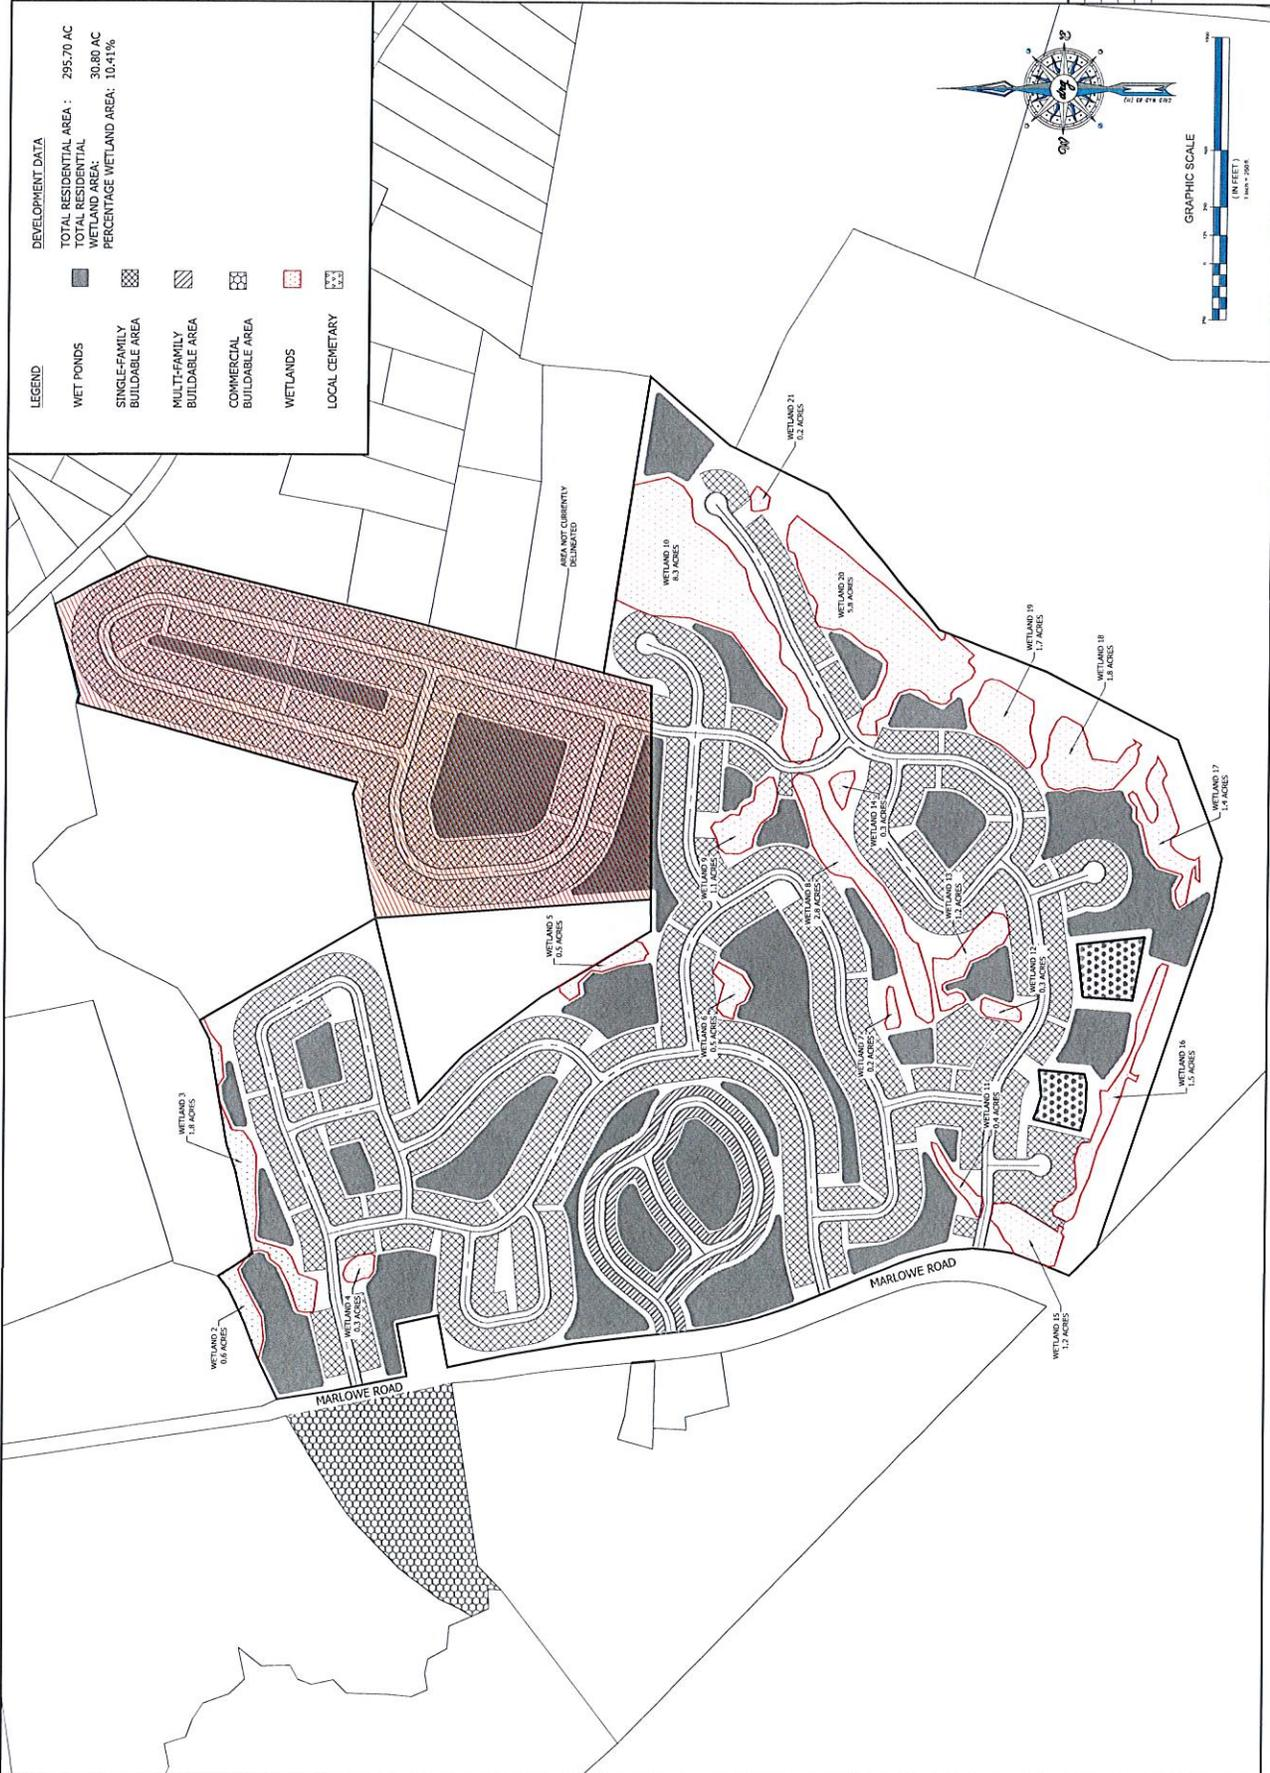 LEGEND
WET PONDS
SINGLE-FAMILY
BUILDABLE AREA
MULTI-FAMILY
BUILDABLE AREA
COMMERCIAL
BUILDABLE AREA
WETLANDS
LOCAL CEMETARY
DEVELOPMENT DATA
TOTAL RESIDENTIAL AREA : 295.70 AC
TOTAL RESIDENTIAL
WETLAND AREA: 30.80 AC
PERCENTAGE WETLAND AREA: 10.41%
AREA NOT CURRENTLY
DELINEATED
WETLAND 2
0.6 ACRES
WETLAND 3
1.8 ACRES
WETLAND 4
0.3 ACRES
WETLAND 5
0.5 ACRES
WETLAND 6
0.5 ACRES
WETLAND 7
0.2 ACRES
WETLAND 8
2.8 ACRES
WETLAND 9
1.1 ACRES
WETLAND 10
8.3 ACRES
WETLAND 11
0.4 ACRES
WETLAND 12
0.3 ACRES
WETLAND 13
1.2 ACRES
WETLAND 14
0.3 ACRES
WETLAND 15
1.2 ACRES
WETLAND 16
1.5 ACRES
WETLAND 17
1.4 ACRES
WETLAND 18
1.8 ACRES
WETLAND 19
1.7 ACRES
WETLAND 20
5.8 ACRES
WETLAND 21
0.2 ACRES
MARLOWE ROAD
MARLOWE ROAD
GRAPHIC SCALE
( IN FEET )